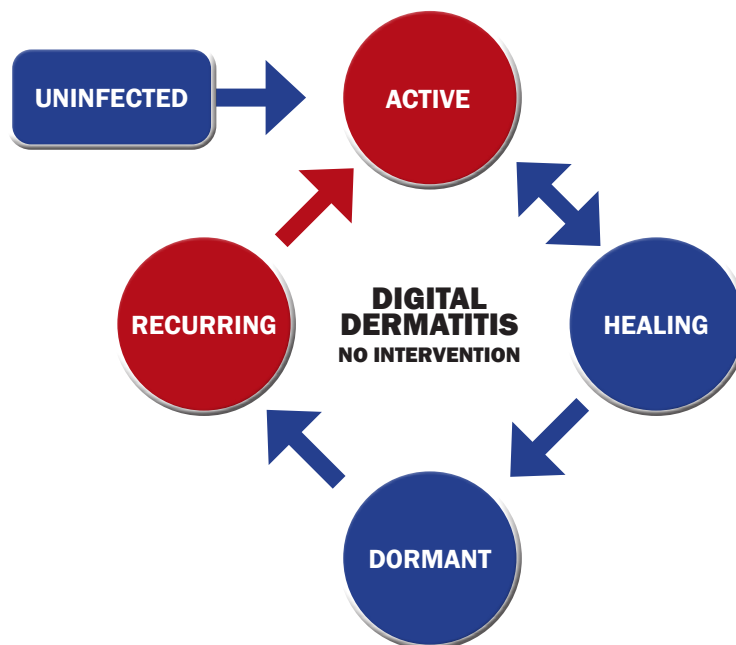 UNINFECTED
ACTIVE
RECURRING
DIGITAL
DERMATITIS
NO INTERVENTION
HEALING
DORMANT